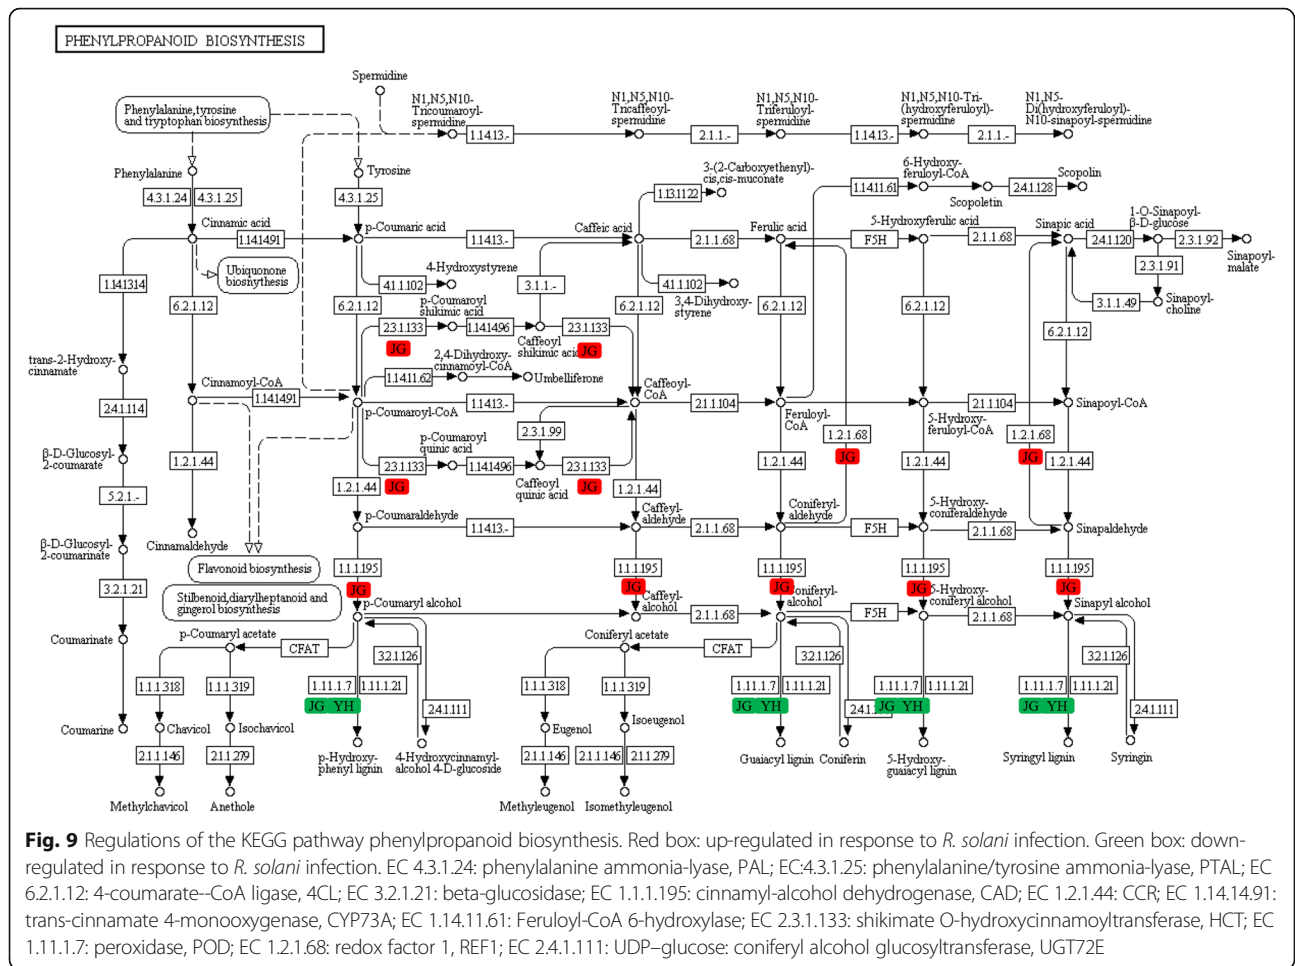 PHENYLPROPANOID BIOSYNTHESIS
Spermidine
Phenylalanine,tyrosine
and tryptophan biosynthesis
N1,N5,N10-
Tricoumaroyl-
spermidine
N1,N5,N10-
Tricaffeoyl-
spermidine
N1,N5,N10-
Triferuloyl-
spermidine
N1,N5,N10-Tri-
(hydroxyferuloyl)-
spermidine
N1,N5-
Di(hydroxyferuloyl)-
N10-sinapoyl-spermidine
1.14.13.-
2.1.1.-
1.14.13.-
2.1.1.-
Phenylalanine
Tyrosine
4.3.1.24
4.3.1.25
4.3.1.25
3-(2-Carboxyethenyl)-
cis,cis-muconate
1.13.11.22
1.14.11.61
6-Hydroxy-
feruloyl-CoA
Scopoletin
2.4.1.128
Scopolin
Cinnamic acid
1.14.14.91
p-Coumaric acid
1.14.13.-
Caffeic acid
2.1.1.68
Ferulic acid
F5H
5-Hydroxyferulic acid
2.1.1.68
Sinapic acid
2.4.1.120
1-O-Sinapoyl-
β-D-glucose
2.3.1.92
Sinapoyl-
malate
2.3.1.91
3.1.1.49
Sinapoyl-
choline
Ubiquonone
biosnythesis
1.14.13.14
6.2.1.12
6.2.1.12
4.1.1.102
4-Hydroxystyrene
3.1.1.-
6.2.1.12
4.1.1.102
3,4-Dihydroxy-
styrene
6.2.1.12
6.2.1.12
6.2.1.12
p-Coumaroyl
shikimic acid
2.3.1.133
1.14.14.96
2.3.1.133
JG
Caffeoyl
shikimic acid
JG
trans-2-Hydroxy-
cinnamate
2,4-Dihydroxy-
cinnamoyl-CoA
1.14.11.62
Umbelliferone
Cinnamoyl-CoA
1.14.14.91
p-Coumaroyl-CoA
1.14.13.-
Caffeoyl-
CoA
2.1.1.104
Feruloyl-
CoA
5-Hydroxy-
feruloyl-CoA
2.1.1.104
Sinapoyl-CoA
2.4.1.114
β-D-Glucosyl-
2-coumarate
1.2.1.44
p-Coumaroyl
quinic acid
2.3.1.99
2.3.1.133
1.14.14.96
2.3.1.133
JG
Caffeoyl
quinic acid
JG
1.2.1.44
1.2.1.44
1.2.1.44
1.2.1.68
JG
1.2.1.44
1.2.1.68
JG
1.2.1.44
5.2.1.-
Cinnamaldehyde
p-Coumaraldehyde
1.14.13.-
Caffeyl-
aldehyde
2.1.1.68
Coniferyl-
aldehyde
F5H
5-Hydroxy-
coniferaldehyde
2.1.1.68
Sinapaldehyde
β-D-Glucosyl-
2-coumarinate
Flavonoid biosynthesis
Stilbenoid,diarylheptanoid and
gingerol biosynthesis
3.2.1.21
1.1.1.195
1.1.1.195
1.1.1.195
1.1.1.195
1.1.1.195
JG
JG
JG
JG
JG
p-Coumaryl alcohol
Caffeyl-
alcohol
2.1.1.68
oniferyl-
alcohol
F5H
5-Hydroxy-
coniferyl alcohol
2.1.1.68
Sinapyl alcohol
Coumarinate
p-Coumaryl acetate
CFAT
Coniferyl acetate
CFAT
3.2.1.126
3.2.1.126
3.2.1.126
1.1.1.318
1.1.1.319
1.11.1.7
1.11.1.21
1.1.1.318
1.1.1.319
1.11.1.7
1.11.1.21
1.11.1.7
1.11.1.21
1.11.1.7
1.11.1.21
JG YH
2.4.1.111
JG YH
JG YH
JG YH
2.4.1.111
Coumarine
Chavicol
Isochavicol
Eugenol
Isoeugenol
2.1.1.146
2.1.1.279
2.1.1.146
2.1.1.146
2.1.1.279
p-Hydroxy-
phenyl lignin
4-Hydroxycinnamyl-
alcohol 4-D-glucoside
Guaiacyl lignin
Coniferin
5-Hydroxy-
guaiacyl lignin
Syringyl lignin
Syringin
Methylchavicol
Anethole
Methyleugenol
Isomethyleugenol
Fig. 9 Regulations of the KEGG pathway phenylpropanoid biosynthesis. Red box: up-regulated in response to R. solani infection. Green box: down-
regulated in response to R. solani infection. EC 4.3.1.24: phenylalanine ammonia-lyase, PAL; EC:4.3.1.25: phenylalanine/tyrosine ammonia-lyase, PTAL; EC
6.2.1.12: 4-coumarate--CoA ligase, 4CL; EC 3.2.1.21: beta-glucosidase; EC 1.1.1.195: cinnamyl-alcohol dehydrogenase, CAD; EC 1.2.1.44: CCR; EC 1.14.14.91:
trans-cinnamate 4-monooxygenase, CYP73A; EC 1.14.11.61: Feruloyl-CoA 6-hydroxylase; EC 2.3.1.133: shikimate O-hydroxycinnamoyltransferase, HCT; EC
1.11.1.7: peroxidase, POD; EC 1.2.1.68: redox factor 1, REF1; EC 2.4.1.111: UDP–glucose: coniferyl alcohol glucosyltransferase, UGT72E